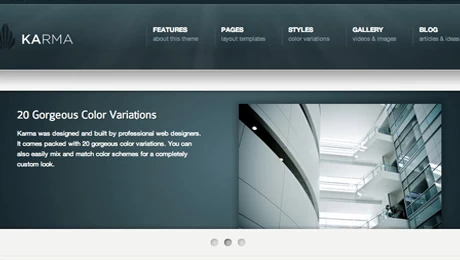 KARMA
FEATURES
about this theme
PAGES
layout templates
STYLES
color variations
GALLERY
videos & images
BLOG
articles & ideas
20 Gorgeous Color Variations
Karma was designed and built by professional web designers.
It comes packed with 20 gorgeous color variations. You can
also easily mix and match color schemes for a completely
custom look.